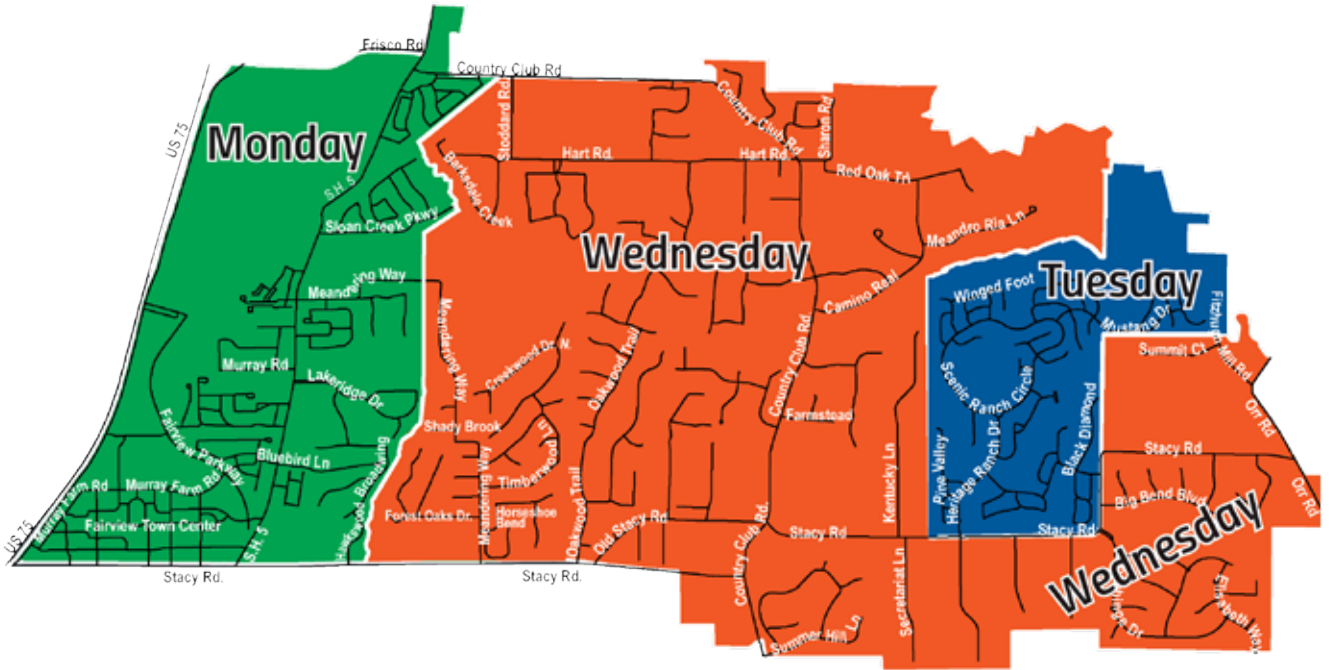 Frisco Rd
Country Club Rd
US 75
Monday
Stoddard Rd
Country Club Rd
Sharon Rd
Hart Rd.
Hart Rd.
Red Oak Trl
S.H. 5
Barksdale Creek
Sloan Creek Pkwy
Wednesday
Meandro Ria Ln
Meandering Way
Camino Real
Winged Foot
Tuesday
Mustang Dr
Summit Ct
Mill Rd
Murray Rd
Lakeridge Dr
Meandering Way
Creekwood Dr. N.
Oakwood Trail
Country Club Rd.
Scenic Ranch Circle
Black Diamond
Orr Rd
Farmstead
Fairview Parkway
Shady Brook
Bluebird Ln
Broadwing
Timberwood Ln
Meandering Way
Oakwood Trail
Kentucky Ln
Pine Valley
Heritage Ranch Dr
Stacy Rd
Orr Rd
Murray Farm Rd
Murray Farm Rd
Big Bend Blvd
Wednesday
Fairview Town Center
Forest Oaks Dr.
Horseshoe
Bend
Old Stacy Rd
Stacy Rd
Stacy Rd
US 75
S.H. 5
Stacy Rd.
Stacy Rd.
Country Club Rd.
Secretariat Ln
Summer Hill Ln
Elisabeth Way